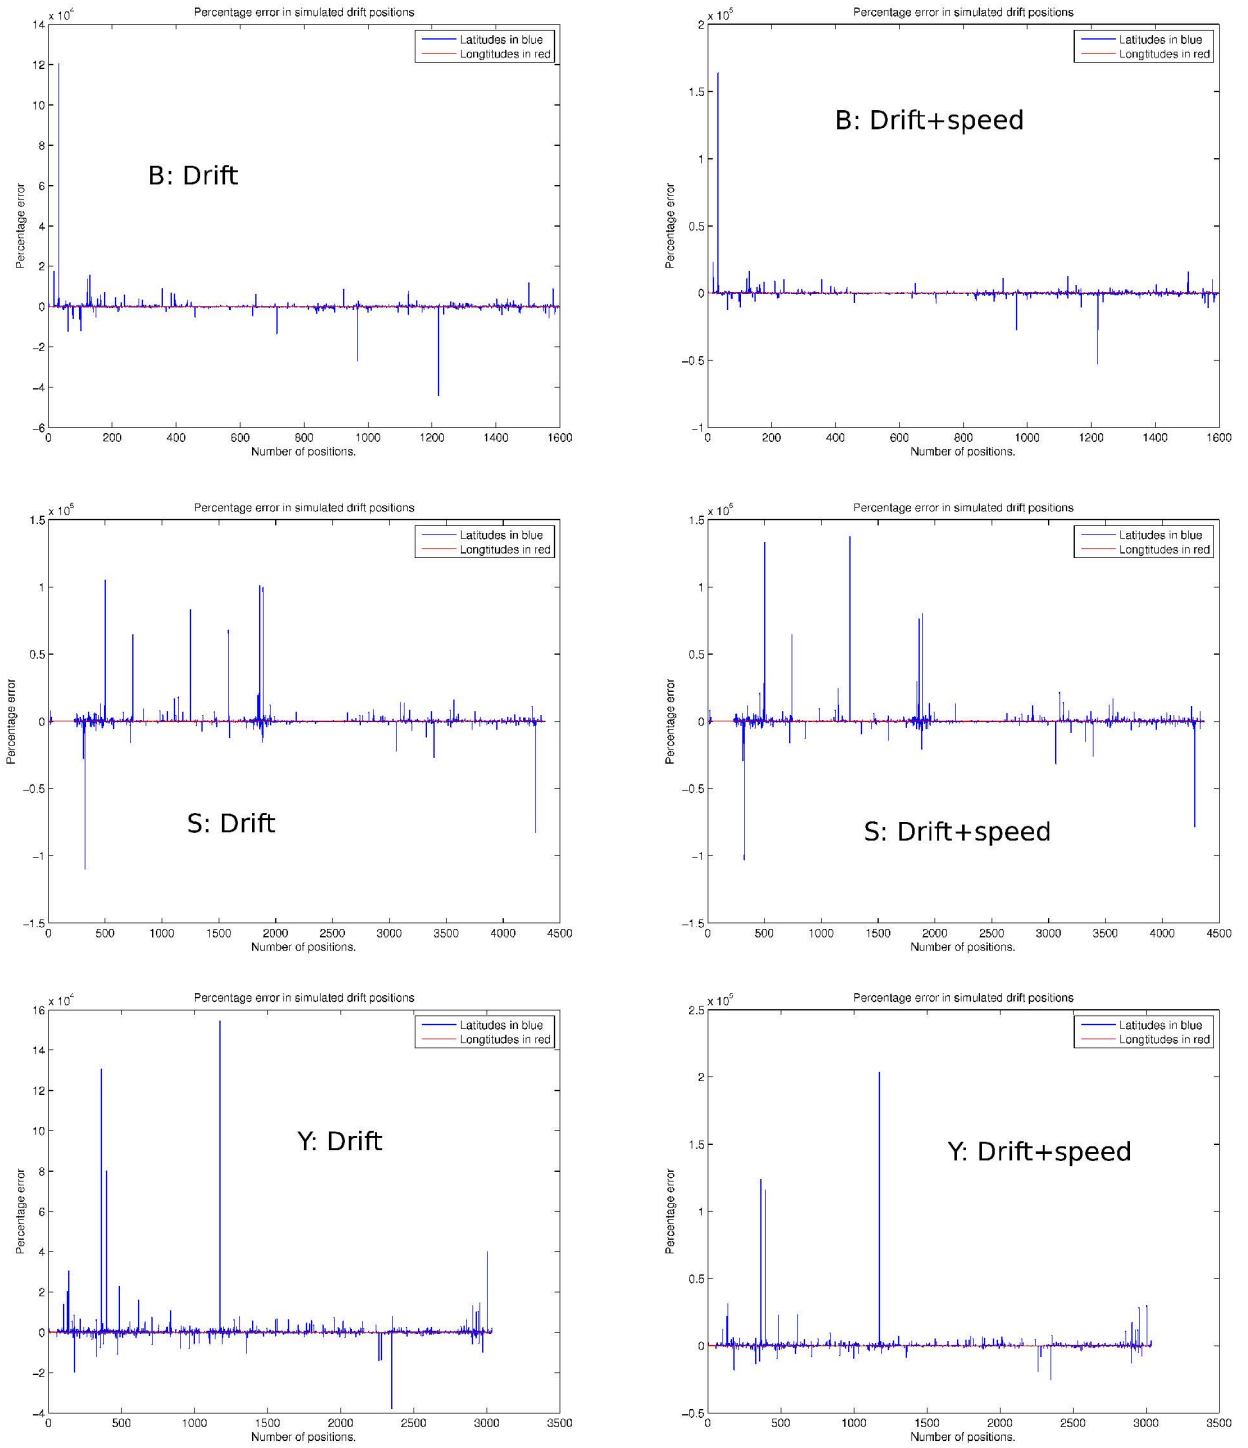 Percentage error in simulated drift positions
x 10^4
Latitudes in blue
Longtitudes in red
14
12
10
8
6
4
2
0
−2
−4
−6
Percentage error
B: Drift
0 200 400 600 800 1000 1200 1400 1600
Number of positions.
Percentage error in simulated drift positions
x 10^5
Latitudes in blue
Longtitudes in red
2
1.5
1
0.5
0
−0.5
−1
Percentage error
B: Drift+speed
0 200 400 600 800 1000 1200 1400 1600
Number of positions.
Percentage error in simulated drift positions
x 10^5
Latitudes in blue
Longtitudes in red
1.5
1
0.5
0
−0.5
−1
−1.5
Percentage error
S: Drift
0 500 1000 1500 2000 2500 3000 3500 4000 4500
Number of positions.
Percentage error in simulated drift positions
x 10^5
Latitudes in blue
Longtitudes in red
1.5
1
0.5
0
−0.5
−1
−1.5
Percentage error
S: Drift+speed
0 500 1000 1500 2000 2500 3000 3500 4000 4500
Number of positions.
Percentage error in simulated drift positions
x 10^4
Latitudes in blue
Longtitudes in red
16
14
12
10
8
6
4
2
0
−2
−4
Percentage error
Y: Drift
0 500 1000 1500 2000 2500 3000 3500
Number of positions.
Percentage error in simulated drift positions
x 10^5
Latitudes in blue
Longtitudes in red
2.5
2
1.5
1
0.5
0
−0.5
Percentage error
Y: Drift+speed
0 500 1000 1500 2000 2500 3000 3500
Number of positions.